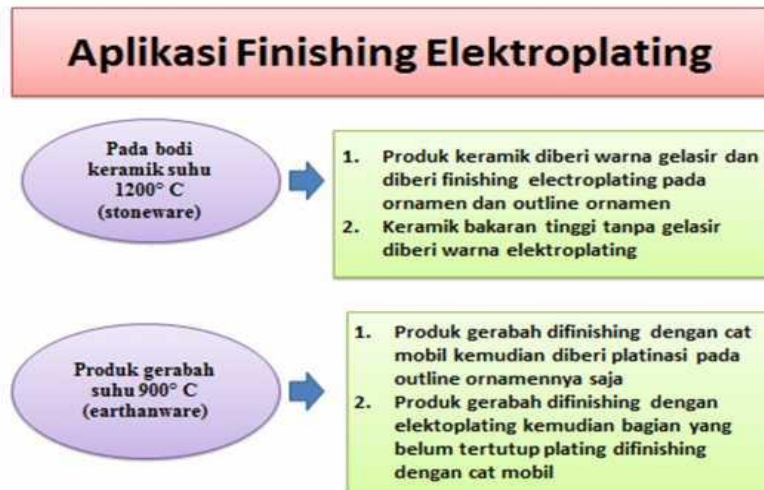 Aplikasi Finishing Elektroplating
Pada bodi
keramik suhu
1200° C
(stoneware)
1. Produk keramik diberi warna gelasir dan
diberi finishing electroplating pada
ornamen dan outline ornamen
2. Keramik bakaran tinggi tanpa gelasir
diberi warna elektroplating
Produk gerabah
suhu 900° C
(earthanware)
1. Produk gerabah difinishing dengan cat
mobil kemudian diberi platinasi pada
outline ornamennya saja
2. Produk gerabah difinishing dengan
elektoplating kemudian bagian yang
belum tertutup plating difinishing
dengan cat mobil